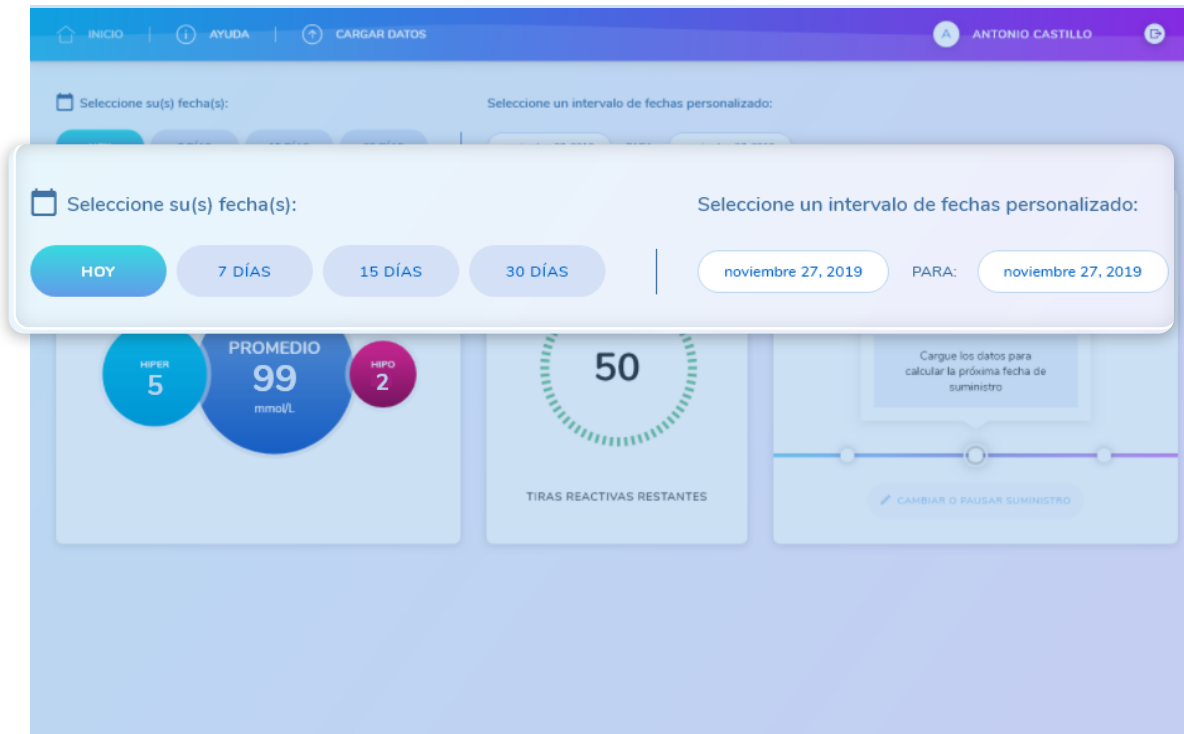 INICIO
AYUDA
CARGAR DATOS
A
ANTONIO CASTILLO
Seleccione su(s) fecha(s):
Seleccione un intervalo de fechas personalizado:
Seleccione su(s) fecha(s):
Seleccione un intervalo de fechas personalizado:
HOY
7 DÍAS
15 DÍAS
30 DÍAS
noviembre 27, 2019
PARA:
noviembre 27, 2019
HIPER
5
PROMEDIO
99
mmol/L
HIPO
2
50
TIRAS REACTIVAS RESTANTES
Cargue los datos para
calcular la próxima fecha de
suministro
CAMBIAR O PAUSAR SUMINISTRO